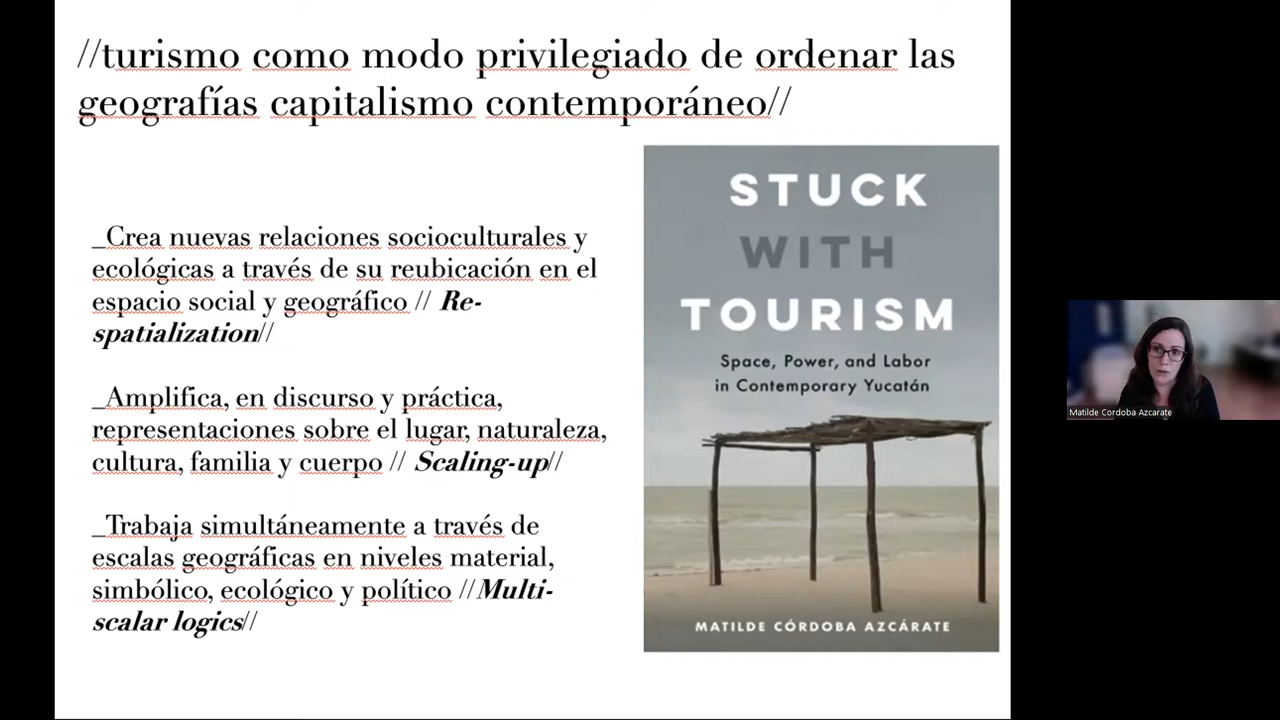 //turismo como modo privilegiado de ordenar las
geografías capitalismo contemporáneo//
_Crea nuevas relaciones socioculturales y
ecológicas a través de su reubicación en el
espacio social y geográfico // Re-
spatialization//
_Amplifica, en discurso y práctica,
representaciones sobre el lugar, naturaleza,
cultura, familia y cuerpo // Scaling-up//
_Trabaja simultáneamente a través de
escalas geográficas en niveles material,
simbólico, ecológico y político //Multi-
scalar logics//
STUCK
WITH
TOURISM
Space, Power, and Labor
in Contemporary Yucatán
MATILDE CÓRDOBA AZCÁRATE
Matilde Cordoba Azcarate